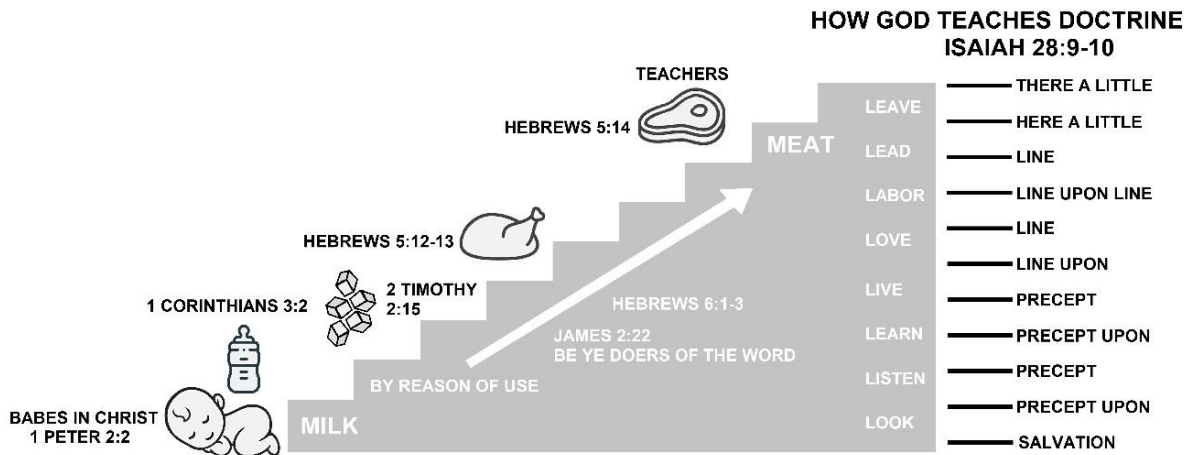 HOW GOD TEACHES DOCTRINE
ISAIAH 28:9-10
TEACHERS
HEBREWS 5:14
HEBREWS 5:12-13
1 CORINTHIANS 3:2
2 TIMOTHY
2:15
BABES IN CHRIST
1 PETER 2:2
MILK
BY REASON OF USE
JAMES 2:22
BE YE DOERS OF THE WORD
HEBREWS 6:1-3
MEAT
LEAVE
LEAD
LABOR
LOVE
LIVE
LEARN
LISTEN
LOOK
THERE A LITTLE
HERE A LITTLE
LINE
LINE UPON LINE
LINE
LINE UPON
PRECEPT
PRECEPT UPON
PRECEPT
PRECEPT UPON
SALVATION